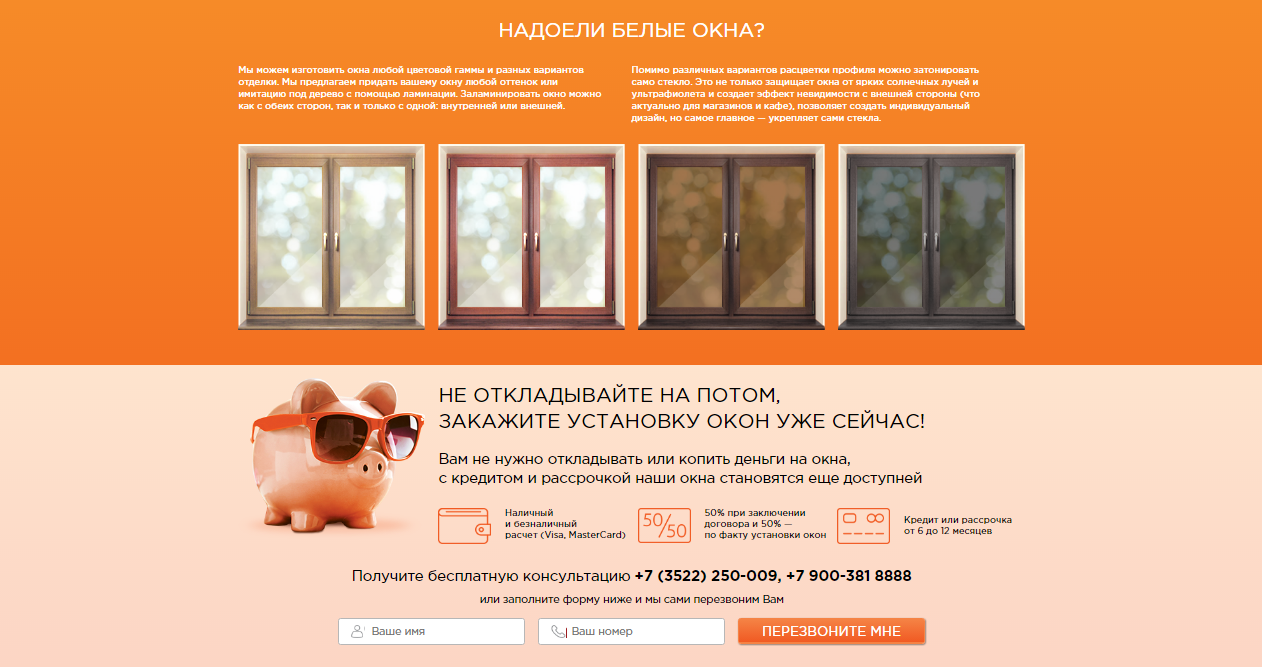 НАДОЕЛИ БЕЛЫЕ ОКНА?
Мы можем изготовить окна любой цветовой гаммы и разных вариантов
отделки. Мы предлагаем придать вашему окну любой оттенок или
имитацию под дерево с помощью ламинации. Заламинировать окно можно
как с обеих сторон, так и только с одной: внутренней или внешней.
Помимо различных вариантов расцветки профиля можно затонировать
само стекло. Это не только защищает окна от ярких солнечных лучей и
ультрафиолета и создает эффект невидимости с внешней стороны (что
актуально для магазинов и кафе), позволяет создать индивидуальный
дизайн, но самое главное — укрепляет сами стекла.
НЕ ОТКЛАДЫВАЙТЕ НА ПОТОМ,
ЗАКАЖИТЕ УСТАНОВКУ ОКОН УЖЕ СЕЙЧАС!
Вам не нужно откладывать или копить деньги на окна,
с кредитом и рассрочкой наши окна становятся еще доступней
Наличный
и безналичный
расчет (Visa, MasterCard)
50/50
50% при заключении
договора и 50% —
по факту установки окон
Кредит или рассрочка
от 6 до 12 месяцев
Получите бесплатную консультацию +7 (3522) 250-009, +7 900-381 8888
или заполните форму ниже и мы сами перезвоним Вам
Ваше имя
Ваш номер
ПЕРЕЗВОНИТЕ МНЕ